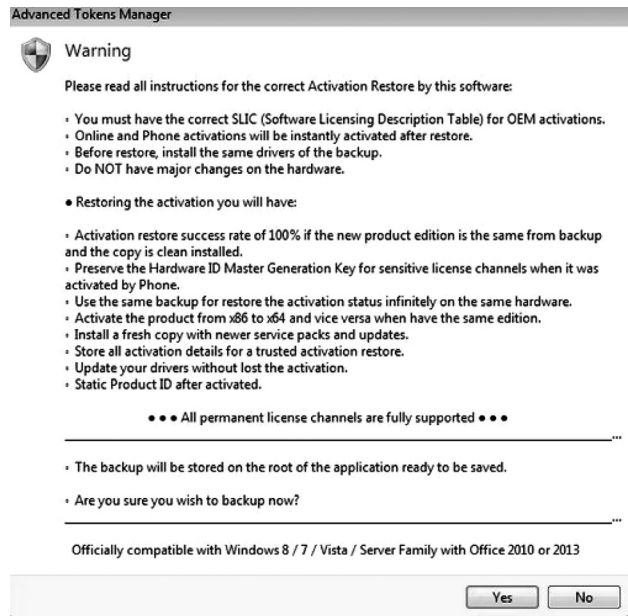 Advanced Tokens Manager
Warning
Please read all instructions for the correct Activation Restore by this software:
◦ You must have the correct SLIC (Software Licensing Description Table) for OEM activations.
◦ Online and Phone activations will be instantly activated after restore.
◦ Before restore, install the same drivers of the backup.
◦ Do NOT have major changes on the hardware.
● Restoring the activation you will have:
◦ Activation restore success rate of 100% if the new product edition is the same from backup
and the copy is clean installed.
◦ Preserve the Hardware ID Master Generation Key for sensitive license channels when it was
activated by Phone.
◦ Use the same backup for restore the activation status infinitely on the same hardware.
◦ Activate the product from x86 to x64 and vice versa when have the same edition.
◦ Install a fresh copy with newer service packs and updates.
◦ Store all activation details for a trusted activation restore.
◦ Update your drivers without lost the activation.
◦ Static Product ID after activated.
● ● ● All permanent license channels are fully supported ● ● ●
...
◦ The backup will be stored on the root of the application ready to be saved.
◦ Are you sure you wish to backup now?
...
Officially compatible with Windows 8 / 7 / Vista / Server Family with Office 2010 or 2013
Yes No